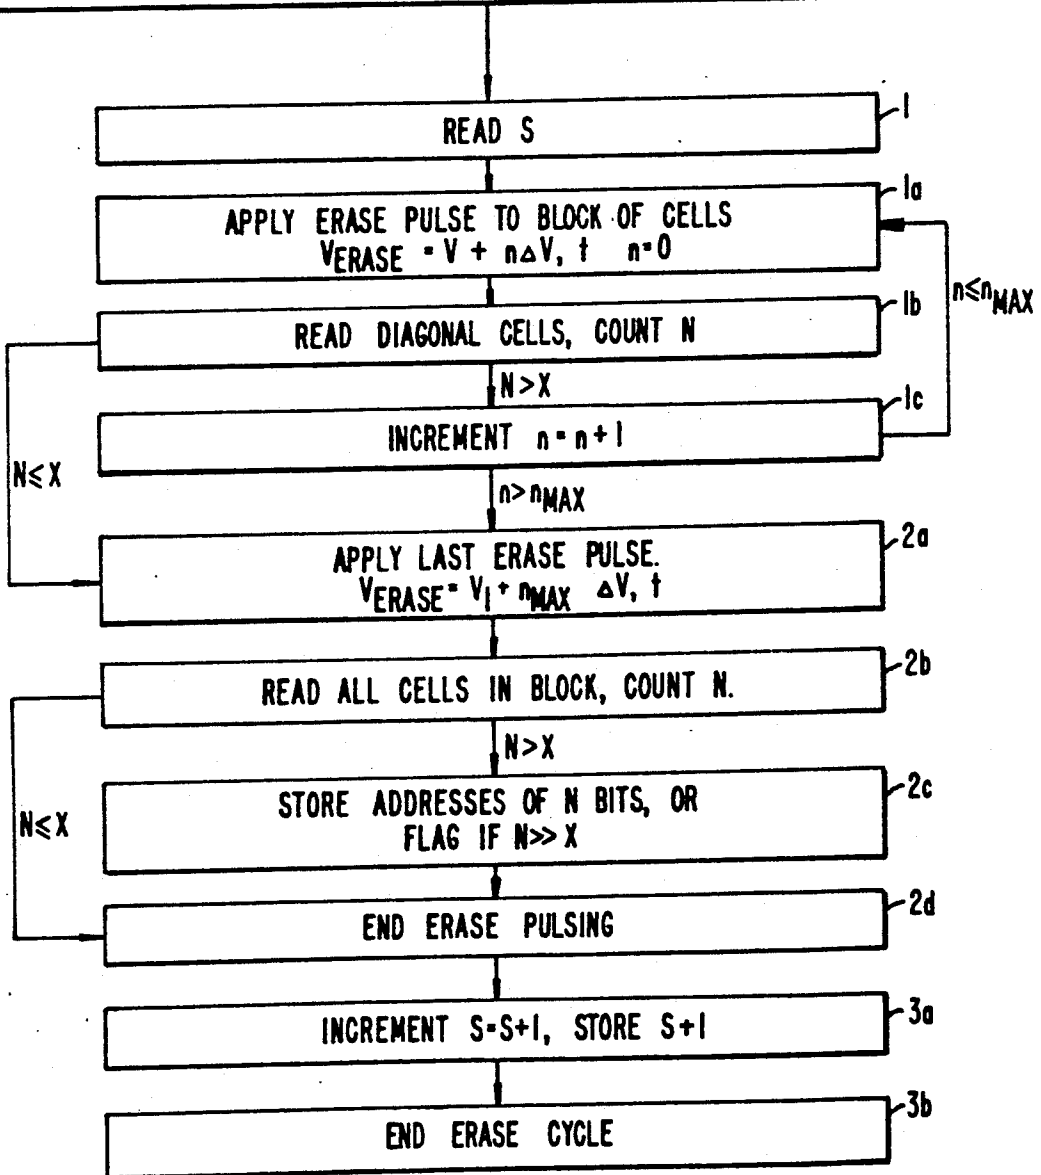 READ S
1
APPLY ERASE PULSE TO BLOCK OF CELLS
VERASE = V + n∆V, t n=0
1a
n≤nMAX
READ DIAGONAL CELLS, COUNT N
1b
N>X
INCREMENT n=n+1
1c
N≤X
n>nMAX
APPLY LAST ERASE PULSE.
VERASE= V1+nMAX ∆V, t
2a
READ ALL CELLS IN BLOCK, COUNT N.
2b
N>X
STORE ADDRESSES OF N BITS, OR
FLAG IF N>>X
2c
N≤X
END ERASE PULSING
2d
INCREMENT S=S+1, STORE S+1
3a
END ERASE CYCLE
3b